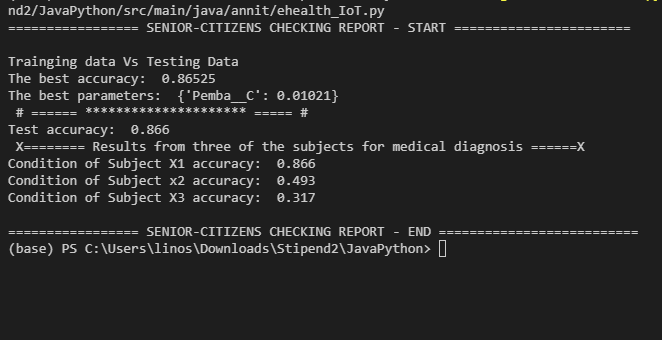 nd2/JavaPython/src/main/java/annit/ehealth_IoT.py
================= SENIOR-CITIZENS CHECKING REPORT - START =======================
Trainging data Vs Testing Data
The best accuracy:  0.86525
The best parameters:  {'Pemba__C': 0.01021}
 # ====== ********************* ===== #
Test accuracy:  0.866
 X======== Results from three of the subjects for medical diagnosis ======X
Condition of Subject X1 accuracy:  0.866
Condition of Subject x2 accuracy:  0.493
Condition of Subject X3 accuracy:  0.317
================= SENIOR-CITIZENS CHECKING REPORT - END ==========================
(base) PS C:\Users\linos\Downloads\Stipend2\JavaPython>